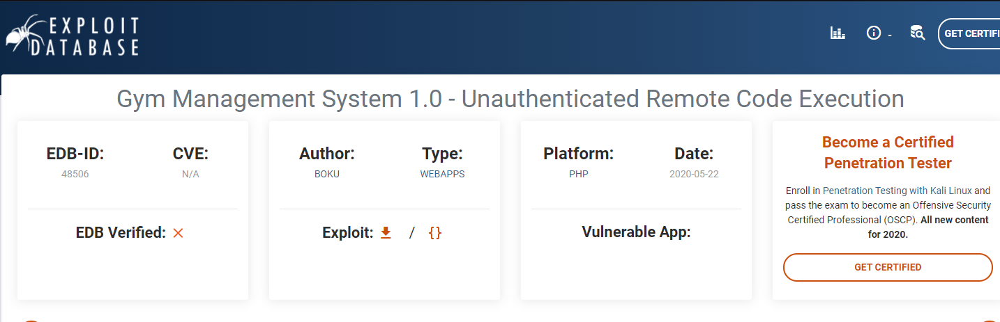 EXPLOIT
DATABASE
GET CERTIFI
Gym Management System 1.0 - Unauthenticated Remote Code Execution
EDB-ID:
48506
CVE:
N/A
EDB Verified:
Author:
BOKU
Type:
WEBAPPS
Exploit: / {}
Platform:
PHP
Date:
2020-05-22
Vulnerable App:
Become a Certified
Penetration Tester
Enroll in Penetration Testing with Kali Linux and
pass the exam to become an Offensive Security
Certified Professional (OSCP). All new content
for 2020.
GET CERTIFIED